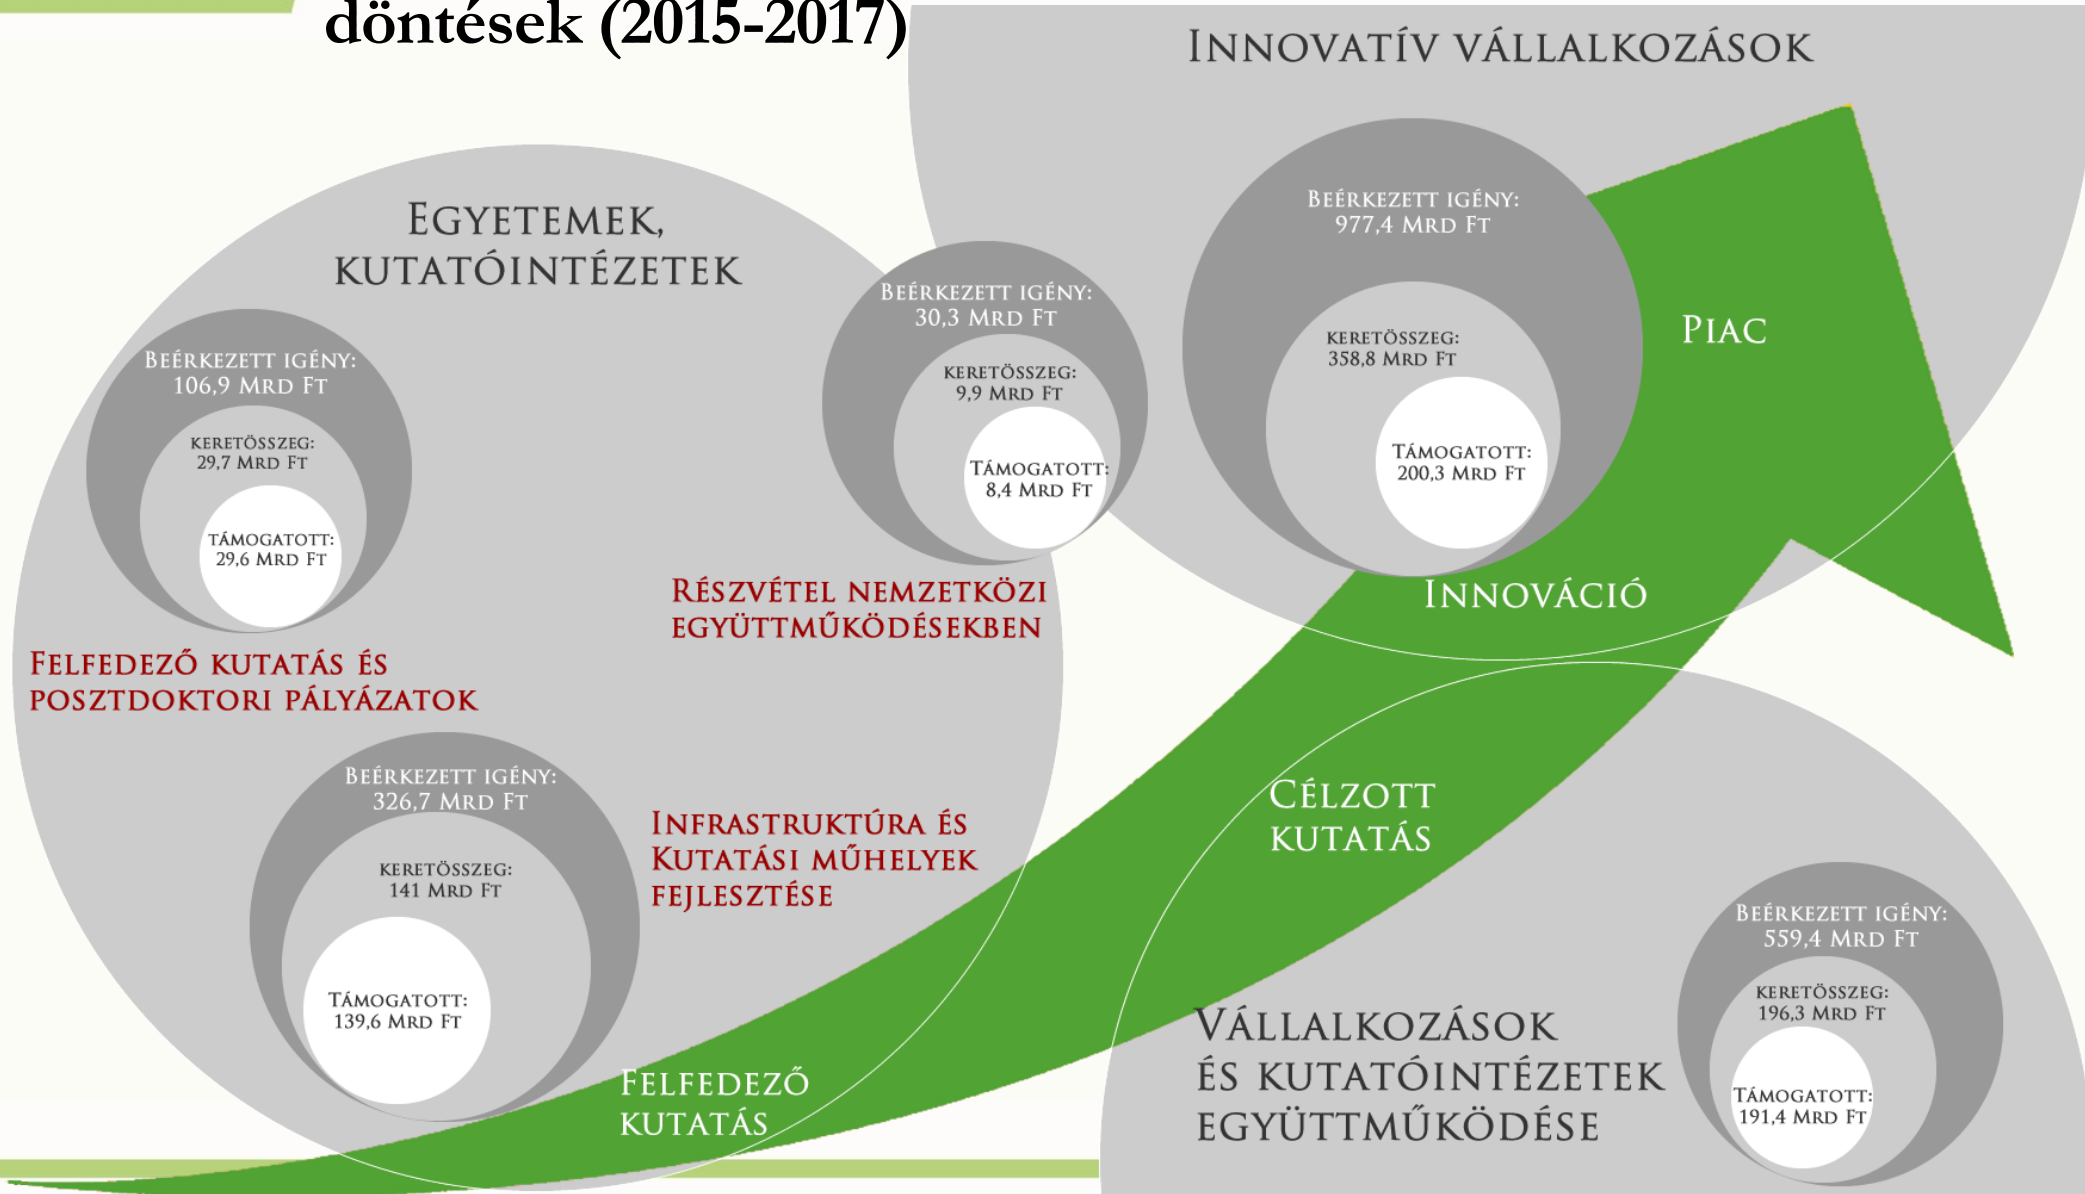 döntések (2015-2017)
Innovatív vállalkozások
Egyetemek,
kutatóintézetek
Beérkezett igény:
106,9 Mrd Ft
keretösszeg:
29,7 Mrd Ft
támogatott:
29,6 Mrd Ft
Felfedező kutatás és
posztdoktori pályázatok
Beérkezett igény:
30,3 Mrd Ft
keretösszeg:
9,9 Mrd Ft
Támogatott:
8,4 Mrd Ft
Részvétel nemzetközi
együttműködésekben
Beérkezett igény:
977,4 Mrd Ft
keretösszeg:
358,8 Mrd Ft
Támogatott:
200,3 Mrd Ft
Piac
Innováció
Beérkezett igény:
326,7 Mrd Ft
keretösszeg:
141 Mrd Ft
Támogatott:
139,6 Mrd Ft
Infrastruktúra és
Kutatási műhelyek
fejlesztése
Célzott
kutatás
Felfedező
kutatás
Vállalkozások
és kutatóintézetek
együttműködése
Beérkezett igény:
559,4 Mrd Ft
keretösszeg:
196,3 Mrd Ft
Támogatott:
191,4 Mrd Ft